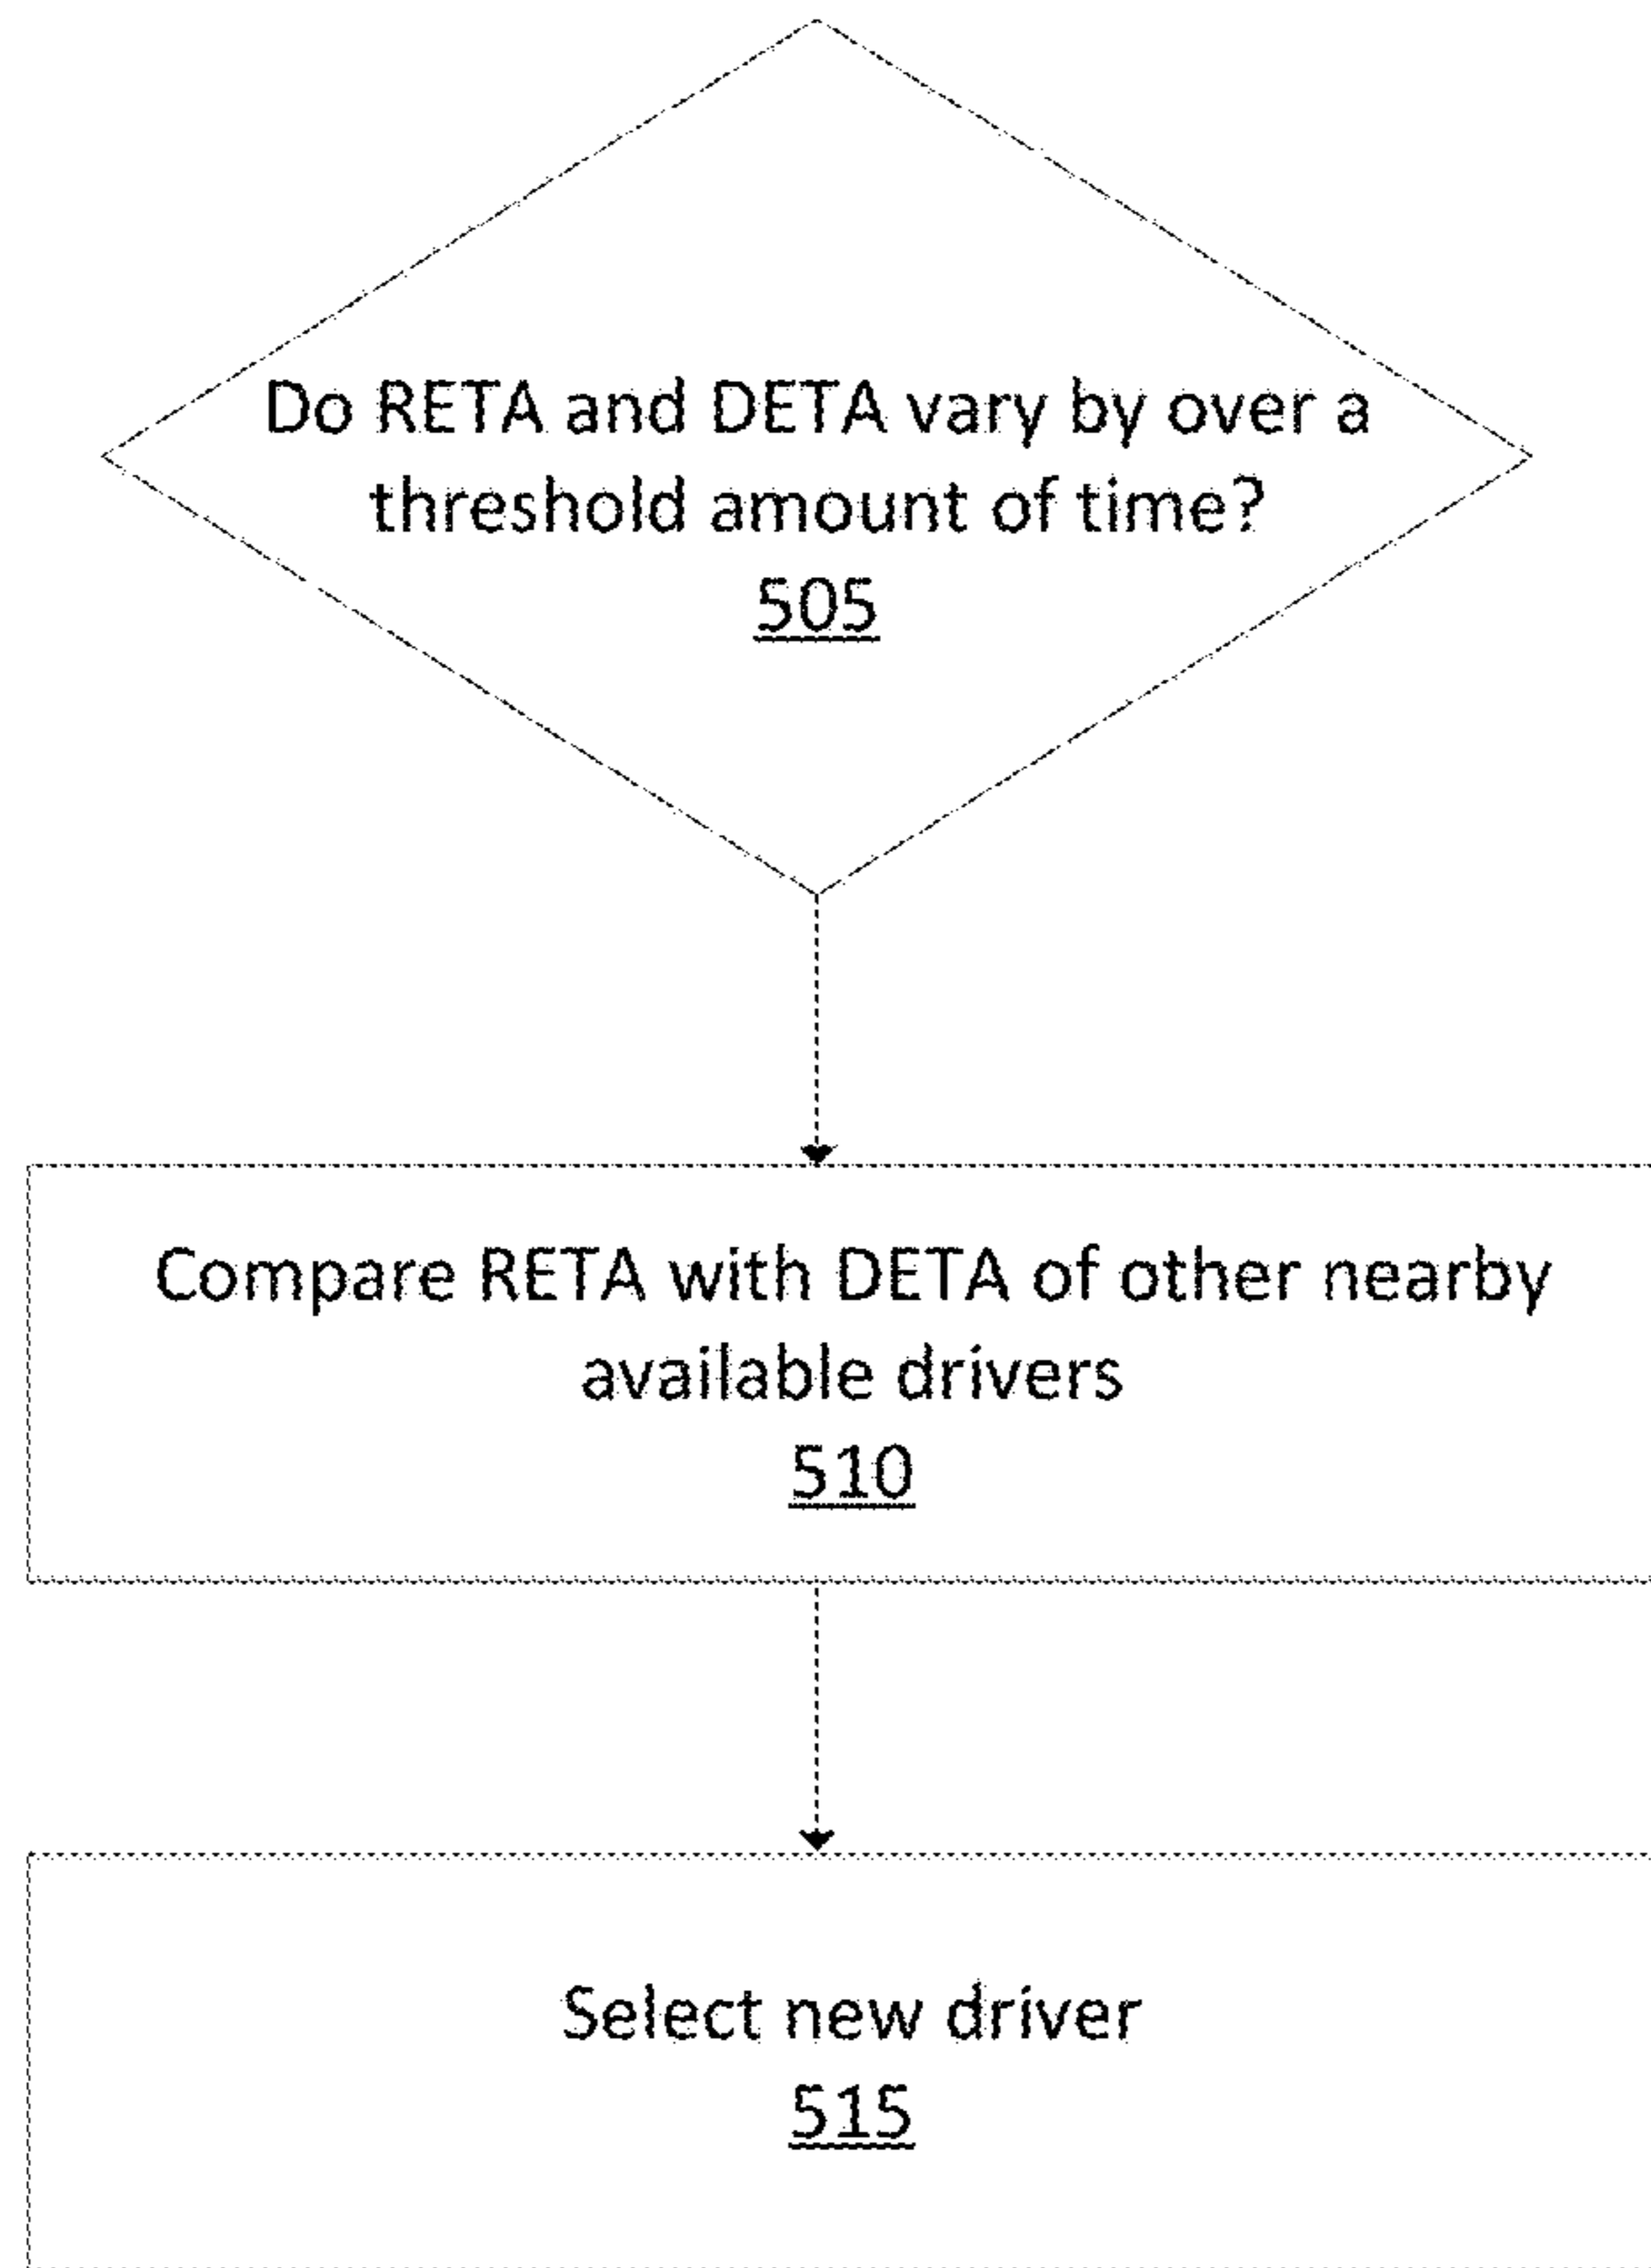 Do RETA and DETA vary by over a
threshold amount of time?
505
Compare RETA with DETA of other nearby
available drivers
510
Select new driver
515